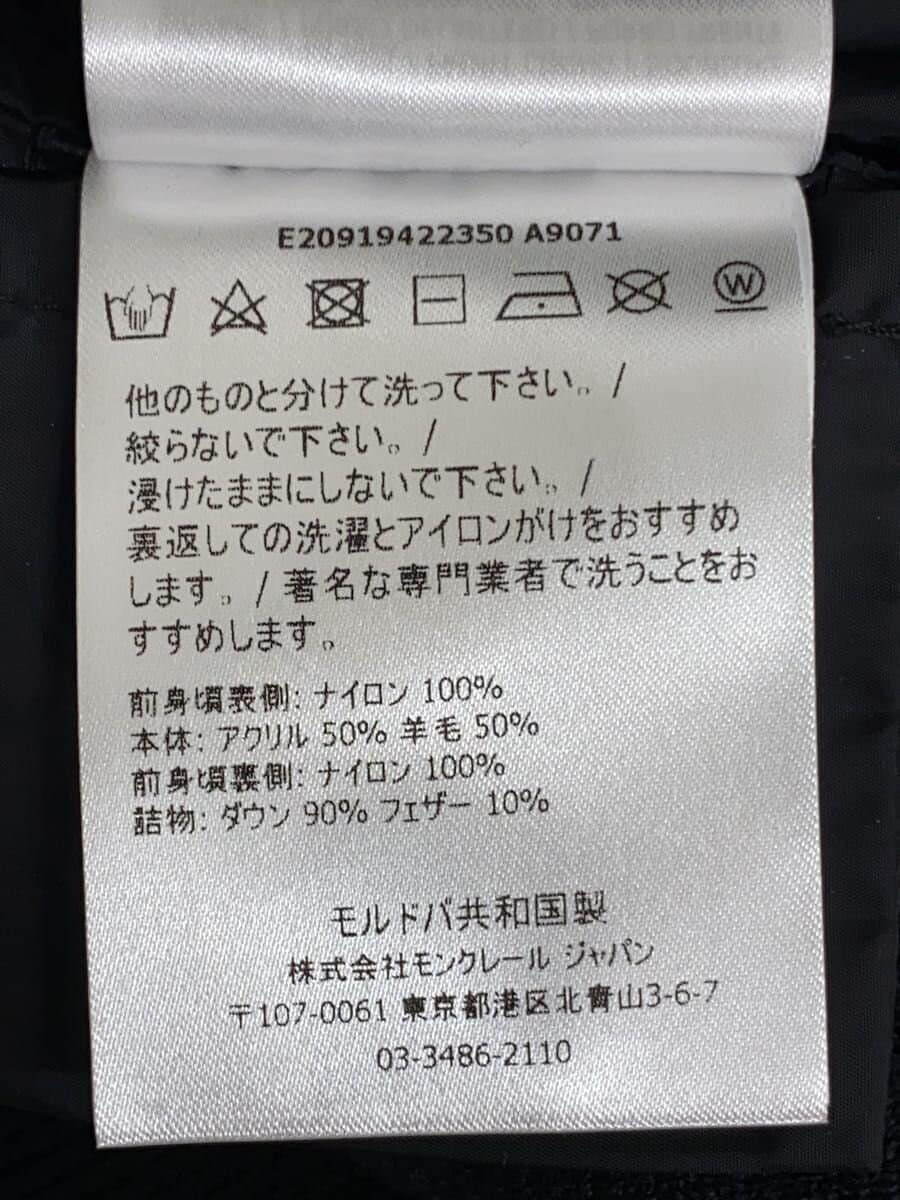 E20919422350 A9071
W
他のものと分けて洗って下さい。/
絞らないで下さい。/
浸けたままにしないで下さい。/
裏返しての洗濯とアイロンがけをおすすめ
します。/ 著名な専門業者で洗うことをお
すすめします。
前身頃表側: ナイロン 100%
本体: アクリル 50% 羊毛 50%
前身頃裏側: ナイロン 100%
詰物: ダウン 90% フェザー 10%
モルドバ共和国製
株式会社モンクレール ジャパン
〒107-0061 東京都港区北青山3-6-7
03-3486-2110